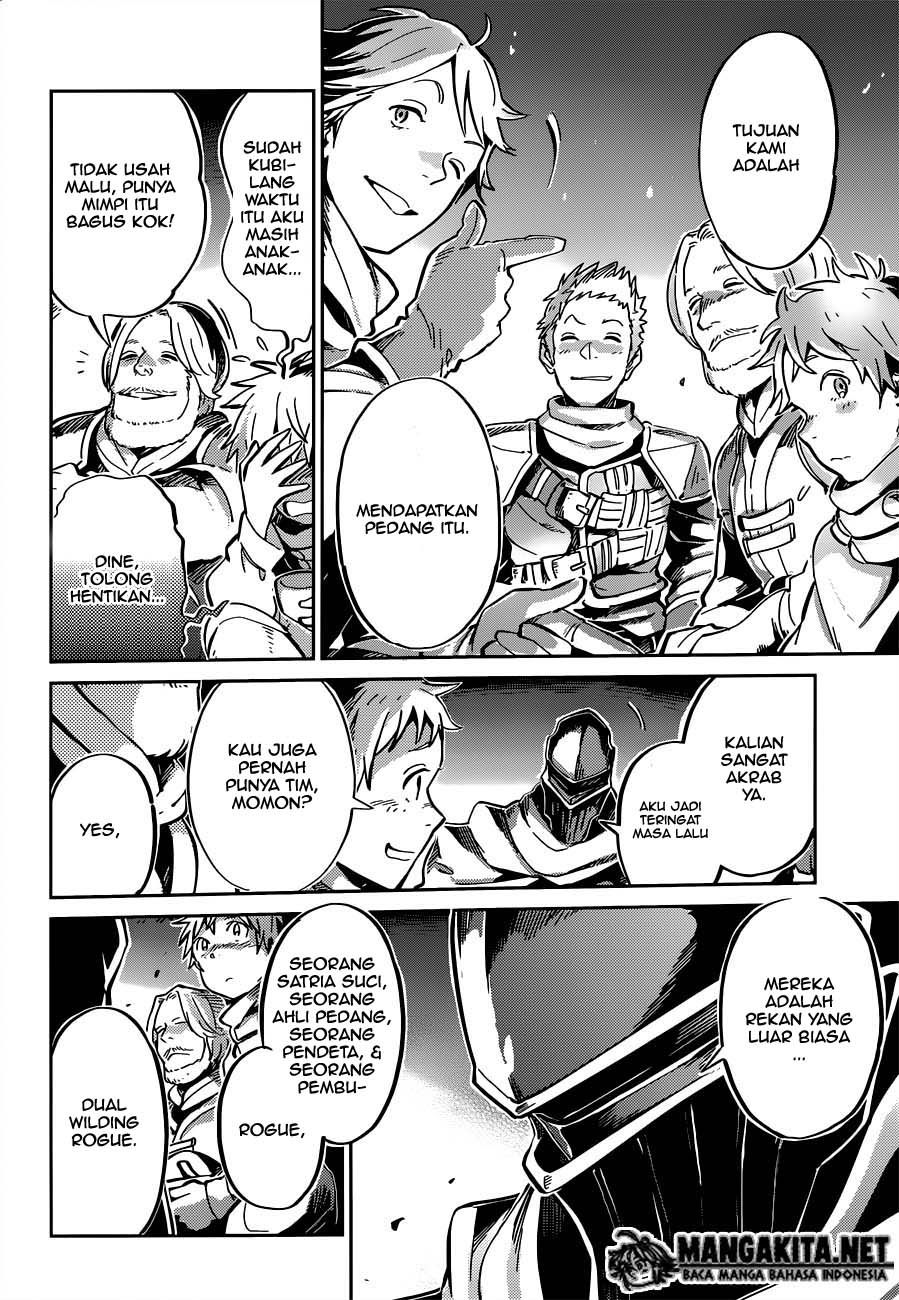 TUJUAN
KAMI
ADALAH
MENDAPATKAN
PEDANG ITU.
SUDAH
KUBI-
LANG
WAKTU
ITU AKU
MASIH
ANAK-
ANAK...
TIDAK USAH
MALU, PUNYA
MIMPI ITU
BAGUS KOK!
DINE,
TOLONG
HENTIKAN...
KALIAN
SANGAT
AKRAB
YA.
AKU JADI
TERINGAT
MASA LALU
KAU JUGA
PERNAH
PUNYA TIM,
MOMON?
YES,
MEREKA
ADALAH
REKAN YANG
LUAR BIASA
...
SEORANG
SATRIA SUCI,
SEORANG
AHLI PEDANG,
SEORANG
PENDETA, &
SEORANG
PEMBU-
ROGUE,
DUAL
WILDING
ROGUE.
MANGAKITA.NET
BACA MANGA BAHASA INDONESIA